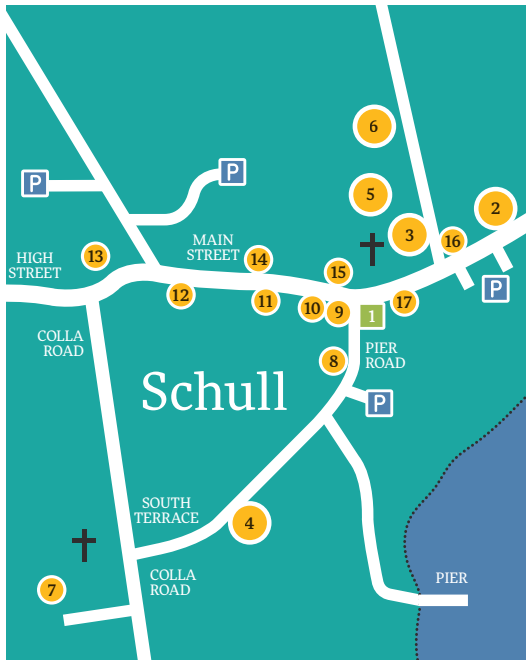 6
P
P
5
2
3
16
MAIN
STREET
13
14
HIGH
STREET
15
P
12
11
10
9
17
1
COLLA
ROAD
PIER
ROAD
8
Schull
P
SOUTH
TERRACE
4
COLLA
ROAD
PIER
7